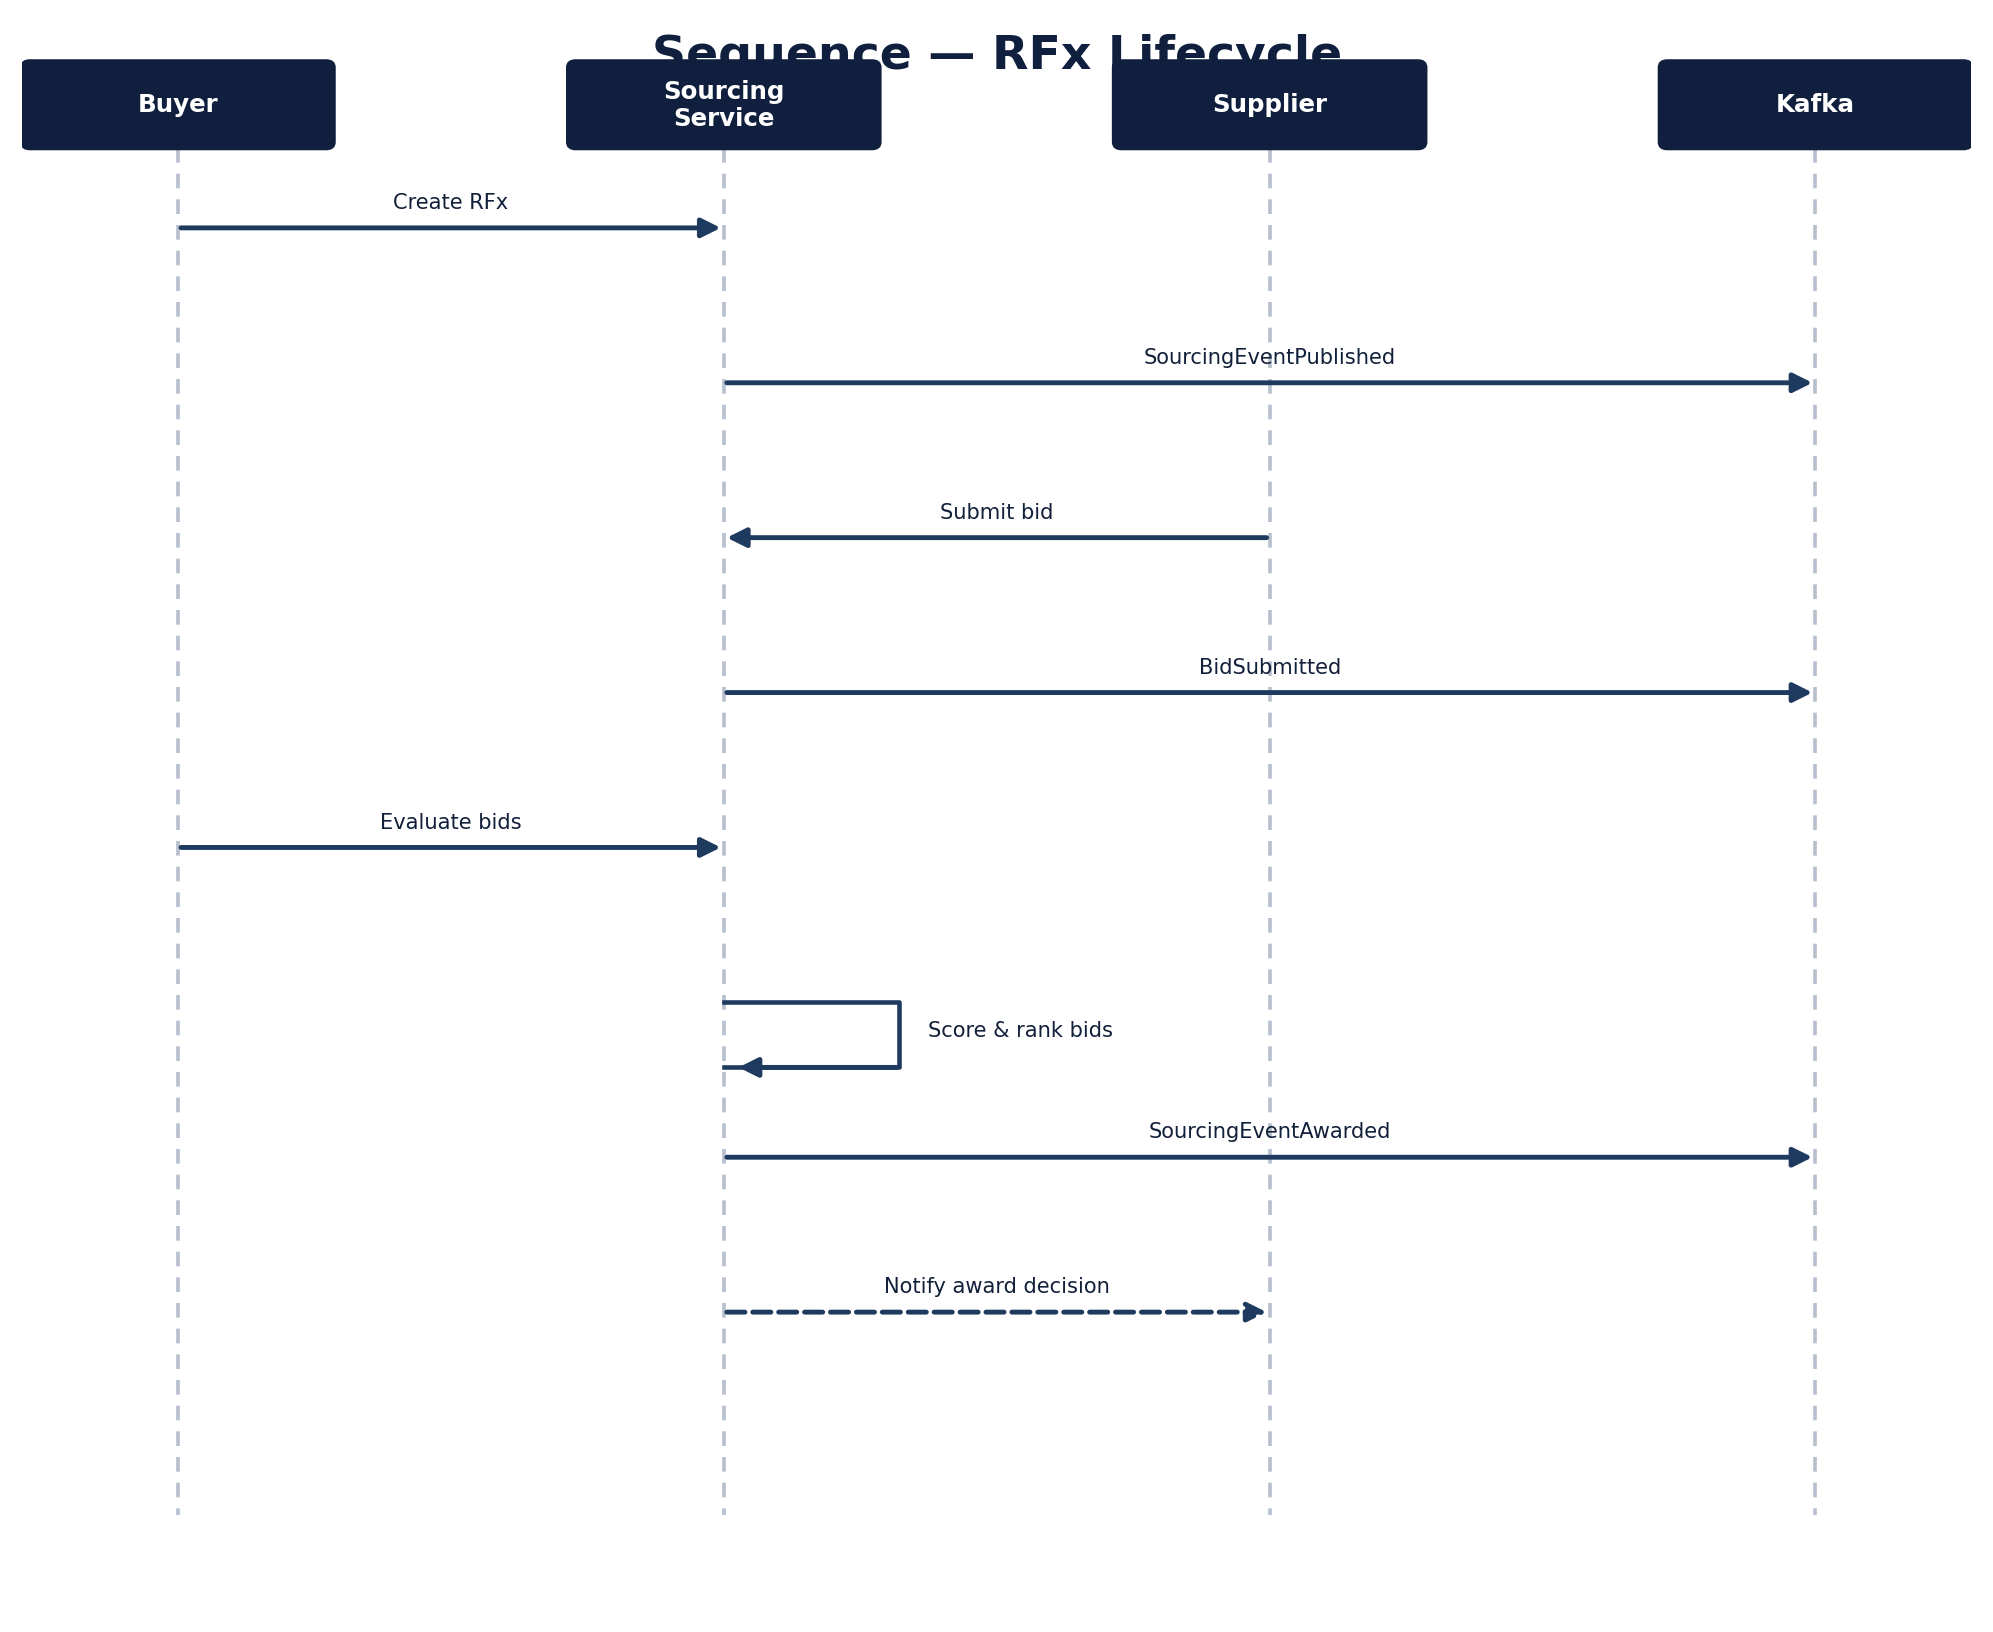 Sequence — RFx Lifecycle
Buyer
Sourcing
Service
Supplier
Kafka
Create RFx
SourcingEventPublished
Submit bid
BidSubmitted
Evaluate bids
Score & rank bids
SourcingEventAwarded
Notify award decision